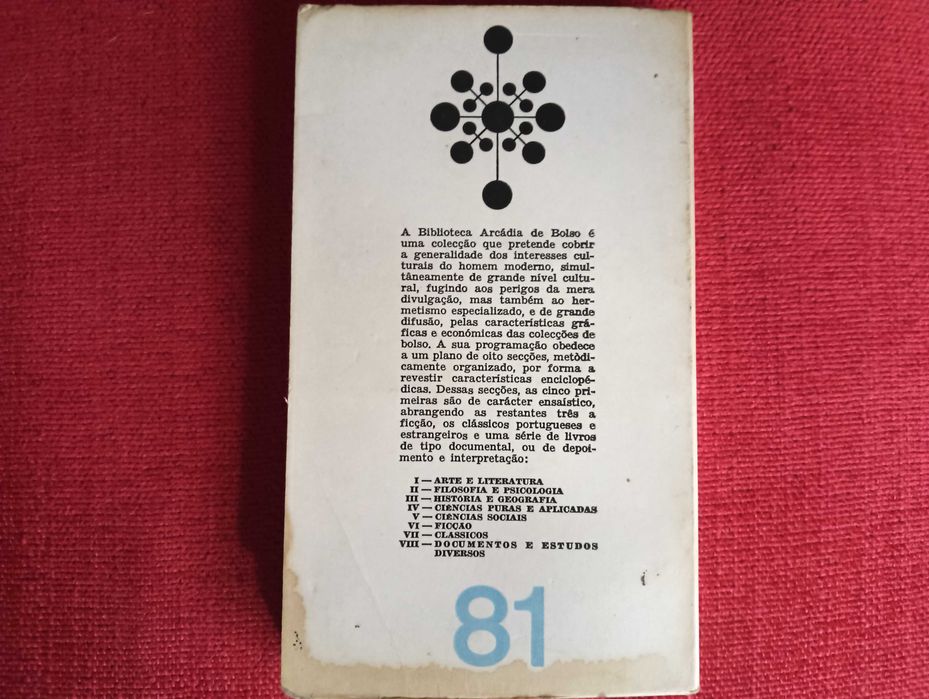 A Biblioteca Arcádia de Bolso é
uma colecção que pretende cobrir
a generalidade dos interesses cul-
turais do homem moderno, simul-
tâneamente de grande nível cultu-
ral, fugindo aos perigos da mera
divulgação, mas também ao her-
metismo especializado, e de grande
difusão, pelas características grá-
ficas e económicas das colecções de
bolso. A sua programação obedece
a um plano de oito secções, metòdi-
camente organizado, por forma a
revestir características enciclopé-
dicas. Dessas secções, as cinco pri-
meiras são de carácter ensaístico,
abrangendo as restantes três a
ficção, os clássicos portugueses e
estrangeiros e uma série de livros
de tipo documental, ou de depoi-
mento e interpretação:
I — ARTE E LITERATURA
II — FILOSOFIA E PSICOLOGIA
III — HISTÓRIA E GEOGRAFIA
IV — CIÊNCIAS PURAS E APLICADAS
V — CIÊNCIAS SOCIAIS
VI — FICÇÃO
VII — CLÁSSICOS
VIII — DOCUMENTOS E ESTUDOS
DIVERSOS
81